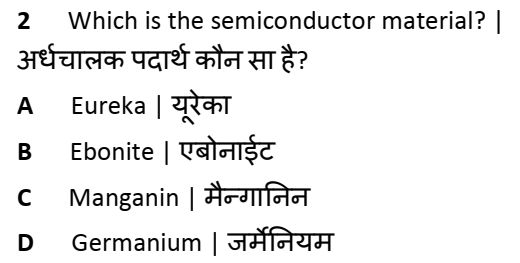 2 Which is the semiconductor material? |
अर्धचालक पदार्थ कौन सा है?
A Eureka | यूरेका
B Ebonite | एबोनाईट
C Manganin | मैन्गानिन
D Germanium | जर्मेनियम